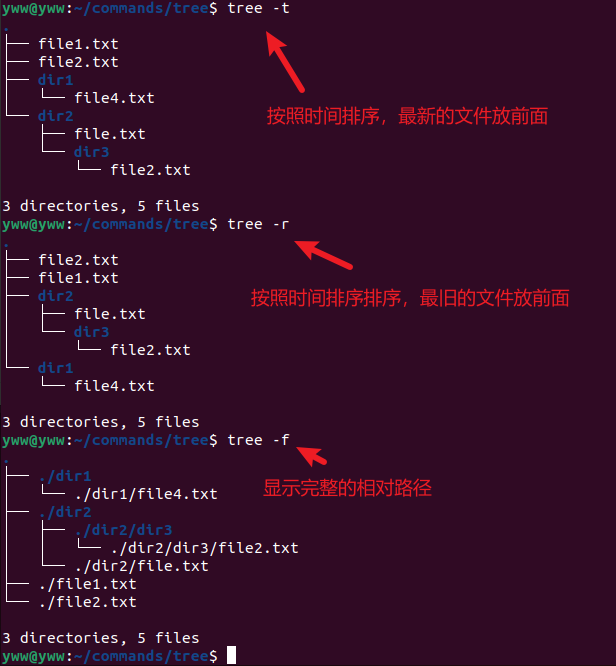 yww@yww:~/commands/tree$ tree -t
.
├── file1.txt
├── file2.txt
├── dir1
│   └── file4.txt
└── dir2
    ├── file.txt
    └── dir3
        └── file2.txt
按照时间排序，最新的文件放前面
3 directories, 5 files
yww@yww:~/commands/tree$ tree -r
.
├── file2.txt
├── file1.txt
├── dir2
│   ├── file.txt
│   └── dir3
│       └── file2.txt
└── dir1
    └── file4.txt
按照时间排序排序，最旧的文件放前面
3 directories, 5 files
yww@yww:~/commands/tree$ tree -f
.
├── ./dir1
│   └── ./dir1/file4.txt
├── ./dir2
│   ├── ./dir2/dir3
│   │   └── ./dir2/dir3/file2.txt
│   └── ./dir2/file.txt
├── ./file1.txt
└── ./file2.txt
显示完整的相对路径
3 directories, 5 files
yww@yww:~/commands/tree$